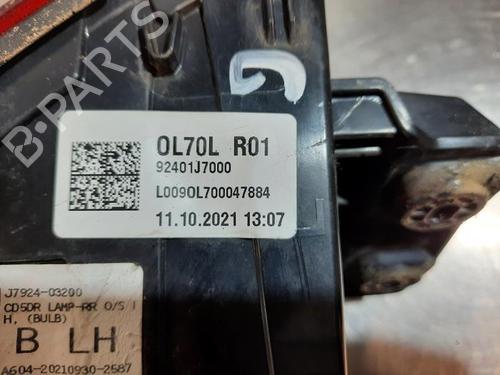 OL70L R01
92401J7000
L009OL700047884
11.10.2021 13:07
J7924-03200
CD5DR LAMP-RR O/S I
H, (BULB)
B LH
A604-20210930-2587
B-PARTS